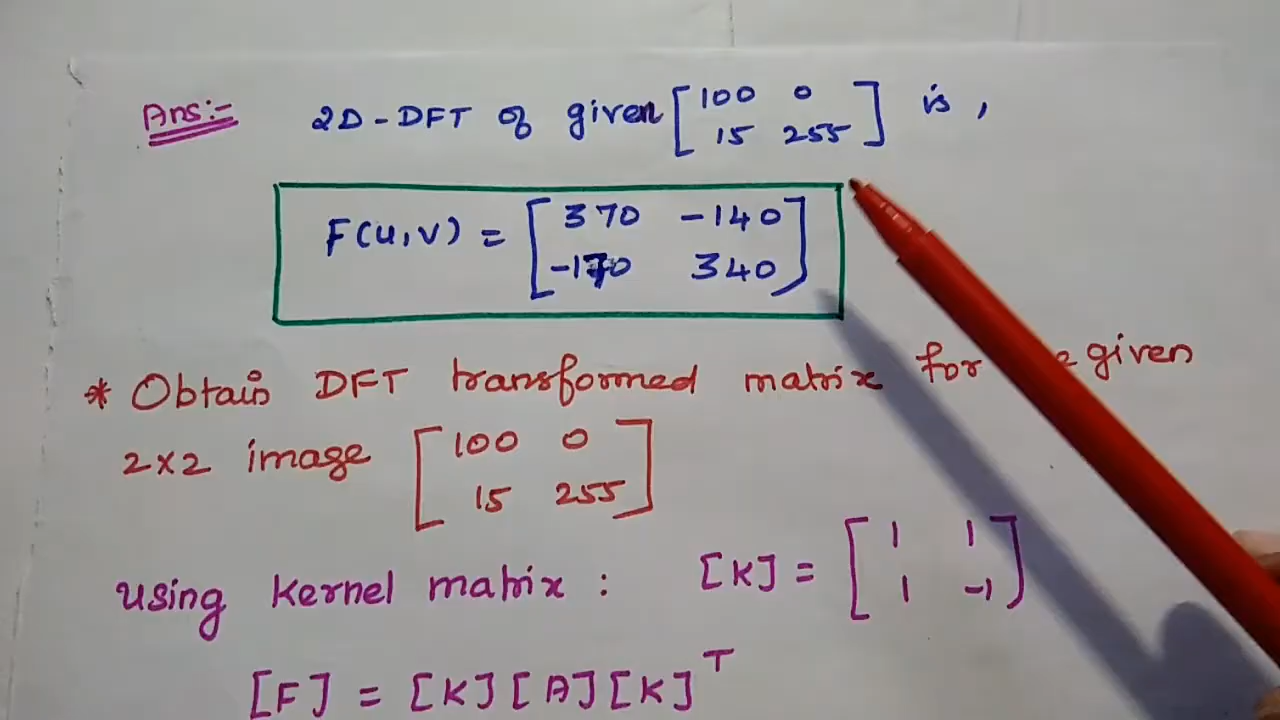 Ans:- 2D-DFT of given [100 0
15 255] is,
F(u,v) = [370 -140
-170 340]
* Obtain DFT transformed matrix for given
2x2 image [100 0
15 255]
using kernel matrix : [K] = [1 1
1 -1]
[F] = [K][A][K]ᵀ